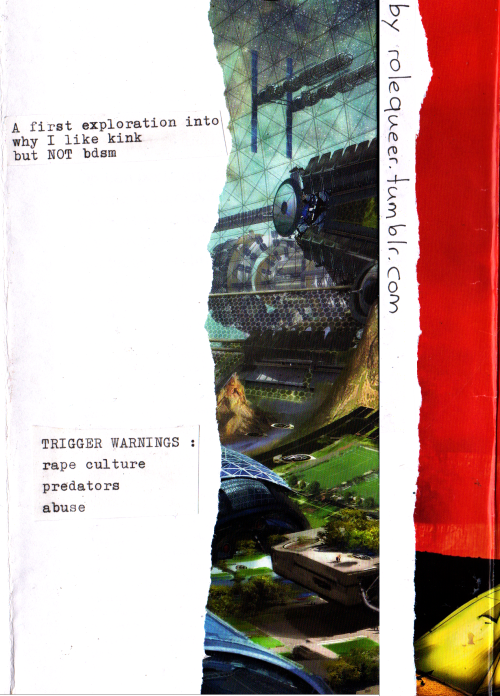 A first exploration into
why I like kink
but NOT bdsm
by rolequeer.tumblr.com
TRIGGER WARNINGS :
rape culture
predators
abuse